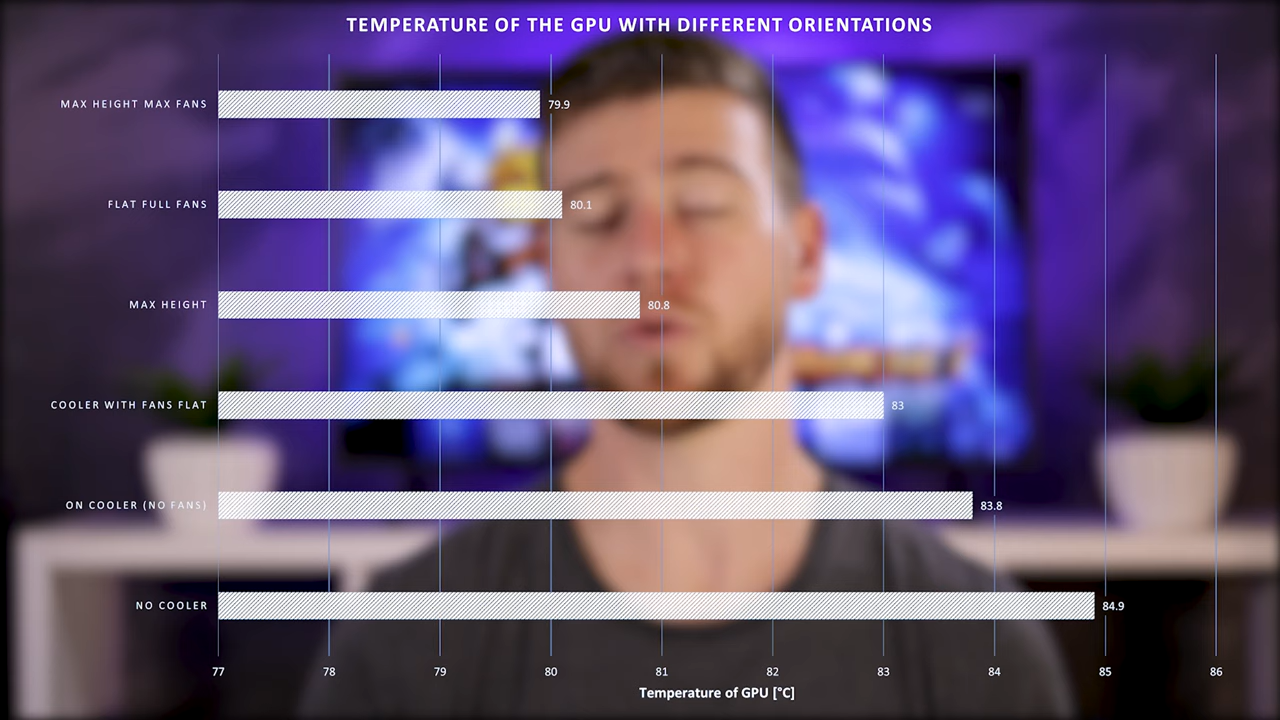 TEMPERATURE OF THE GPU WITH DIFFERENT ORIENTATIONS
MAX HEIGHT MAX FANS 79.9
FLAT FULL FANS 80.1
MAX HEIGHT 80.8
COOLER WITH FANS FLAT 83
ON COOLER (NO FANS) 83.8
NO COOLER 84.9
77 78 79 80 81 82 83 84 85 86
Temperature of GPU [°C]